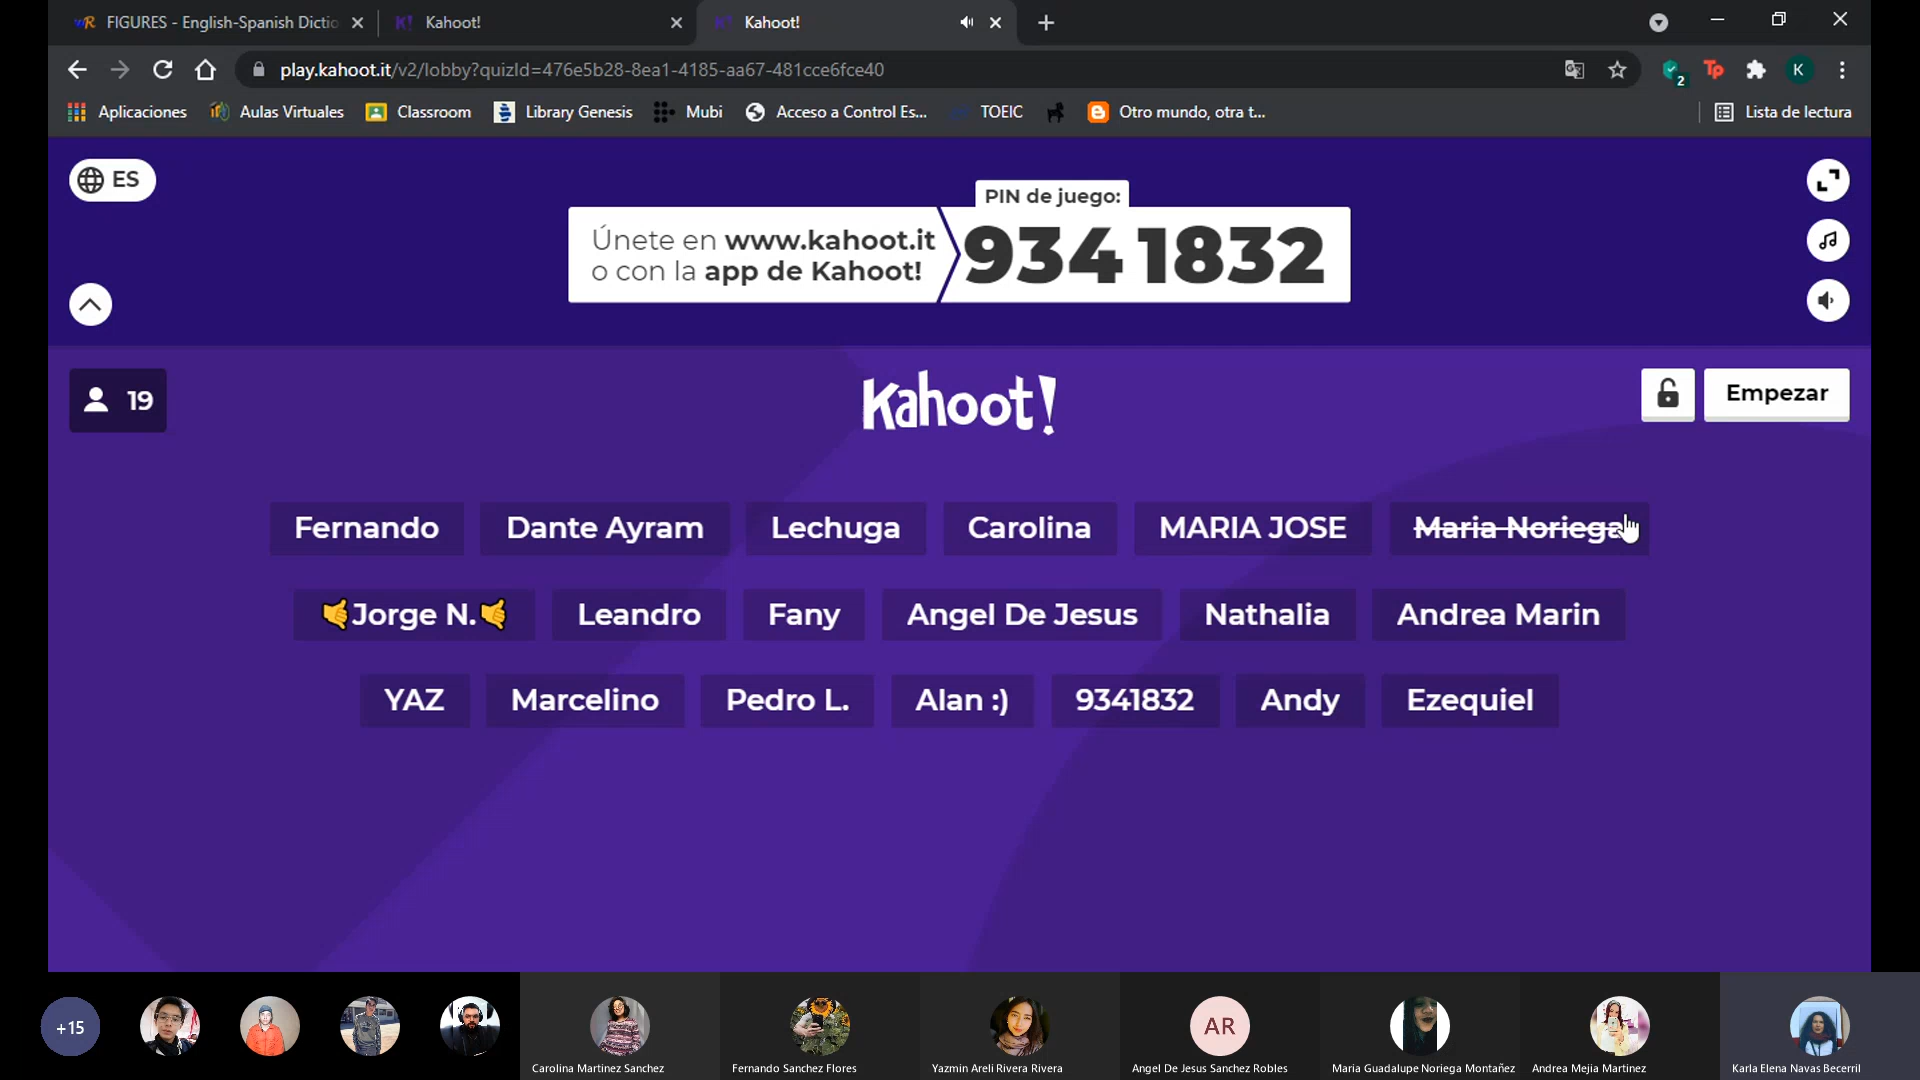 FIGURES - English-Spanish Dictio
Kahoot!
Kahoot!
play.kahoot.it/v2/lobby?quizId=476e5b28-8ea1-4185-aa67-481cce6fce40
2
Tp
K
Aplicaciones
Aulas Virtuales
Classroom
Library Genesis
Mubi
Acceso a Control Es...
TOEIC
Otro mundo, otra t...
Lista de lectura
ES
PIN de juego:
Únete en www.kahoot.it
o con la app de Kahoot!
934 1832
19
Kahoot!
Empezar
Fernando
Dante Ayram
Lechuga
Carolina
MARIA JOSE
Maria Noriega
🤙Jorge N.🤙
Leandro
Fany
Angel De Jesus
Nathalia
Andrea Marin
YAZ
Marcelino
Pedro L.
Alan :)
9341832
Andy
Ezequiel
+15
AR
Carolina Martinez Sanchez
Fernando Sanchez Flores
Yazmin Areli Rivera Rivera
Angel De Jesus Sanchez Robles
Maria Guadalupe Noriega Montañez
Andrea Mejia Martinez
Karla Elena Navas Becerril